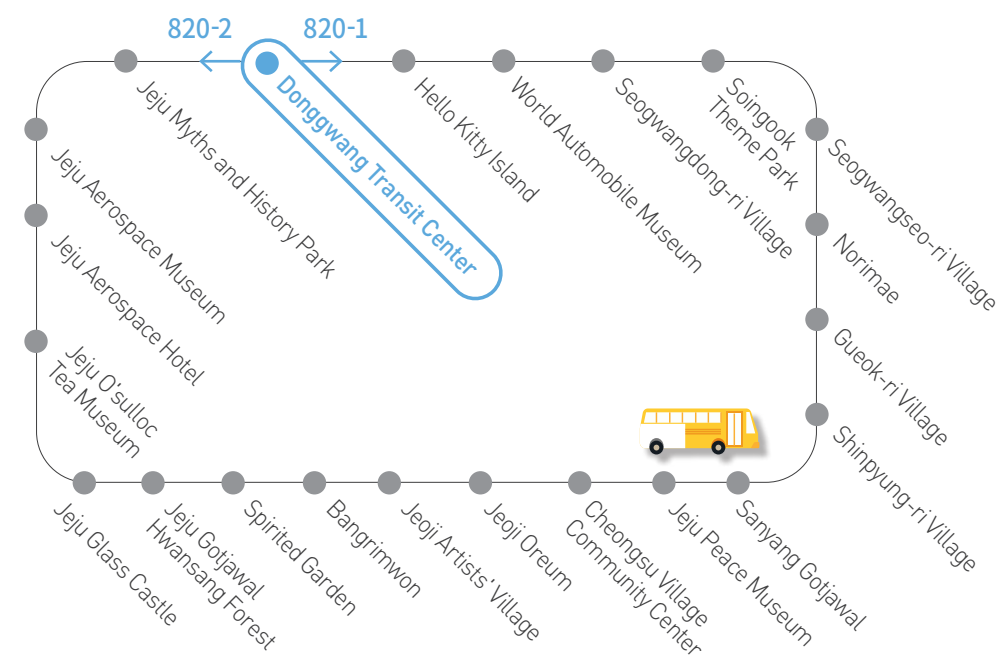 820-2
820-1
Jeju Myths and History Park
Donggwang Transit Center
Hello Kitty Island
World Automobile Museum
Seogwangdong-ri Village
Soingook
Theme Park
Seogwangseo-ri Village
Norimae
Gueok-ri Village
Shinpyung-ri Village
Jeju Aerospace Museum
Jeju Aerospace Hotel
Jeju O'sulloc
Tea Museum
Jeju Glass Castle
Jeju Gotjawal
Hwansang Forest
Spirited Garden
Bangrimwon
Jeoji Artists' Village
Jeoji Oreum
Cheongsu Village
Community Center
Jeju Peace Museum
Sanyang Gotjawal